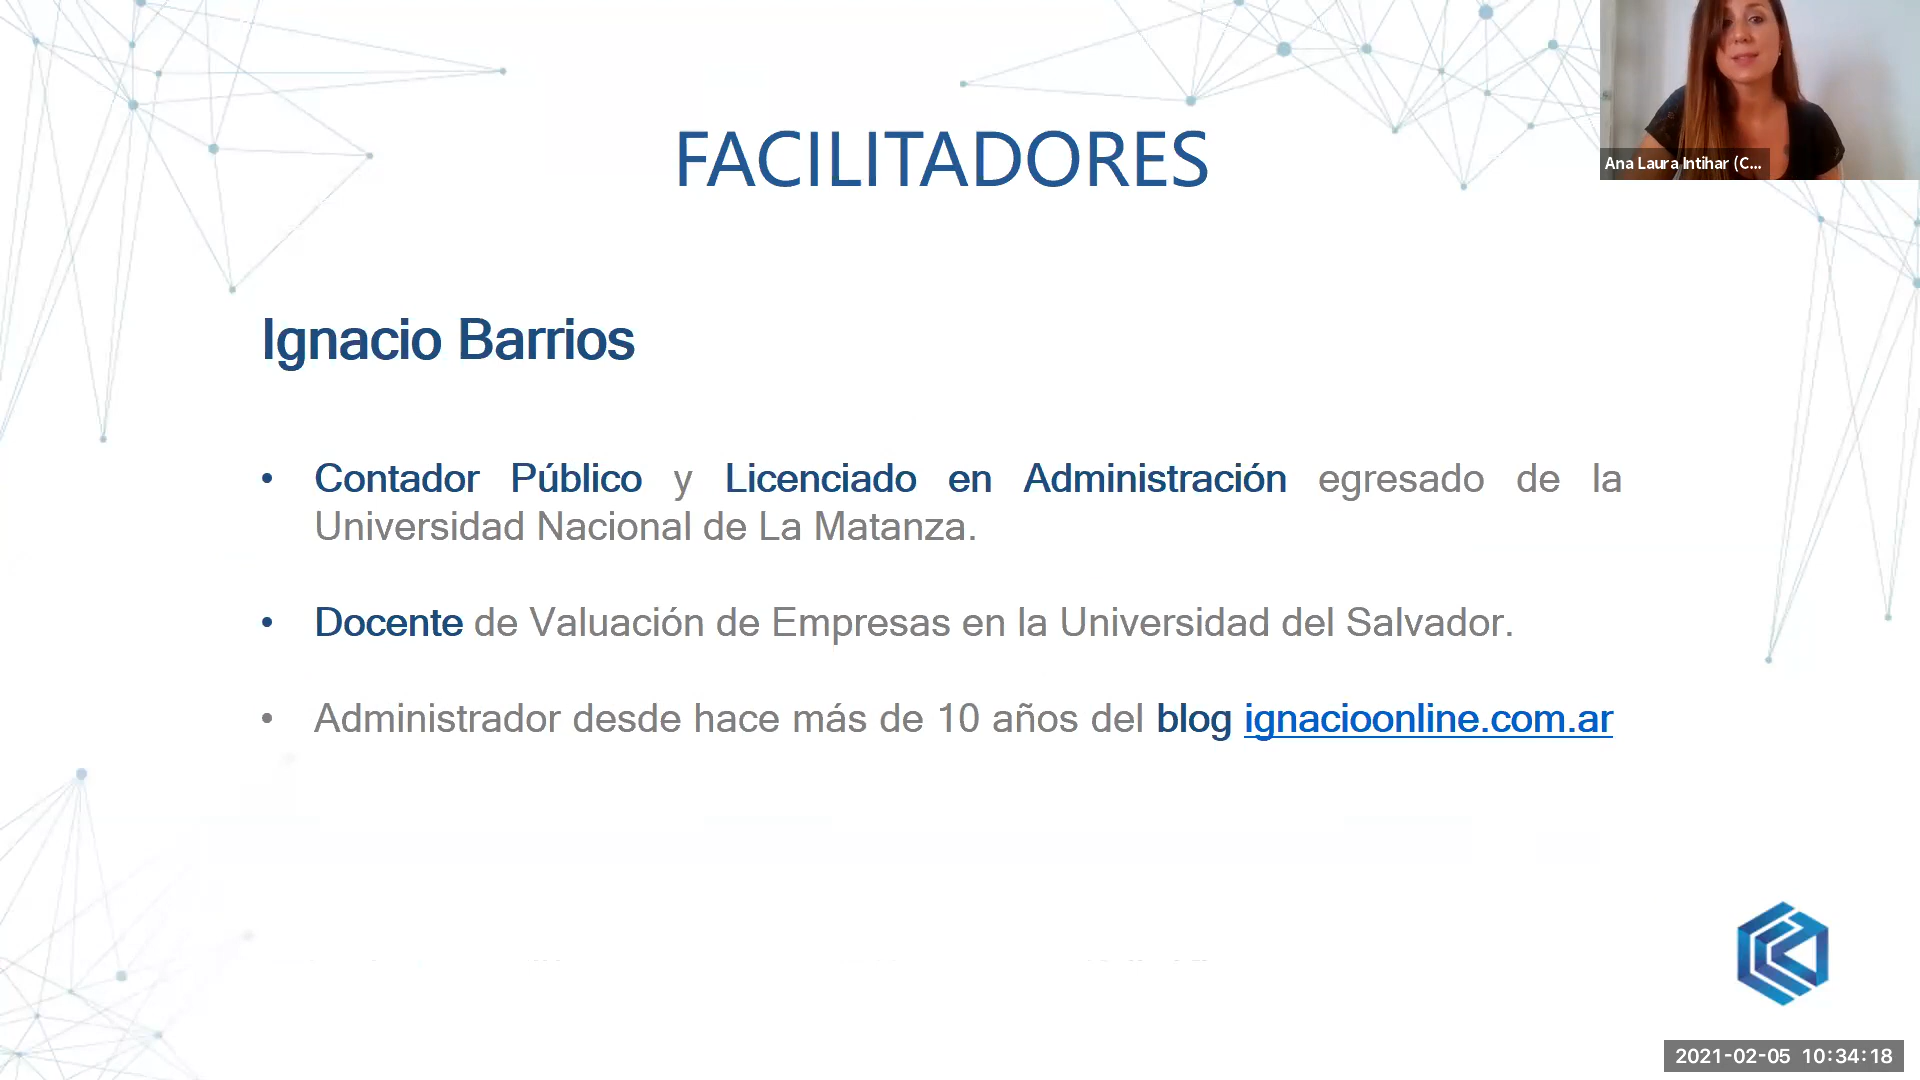 FACILITADORES
Ana Laura Intihar (C...
Ignacio Barrios
• Contador Público y Licenciado en Administración egresado de la
Universidad Nacional de La Matanza.
• Docente de Valuación de Empresas en la Universidad del Salvador.
• Administrador desde hace más de 10 años del blog ignacioonline.com.ar
2021-02-05 10:34:18